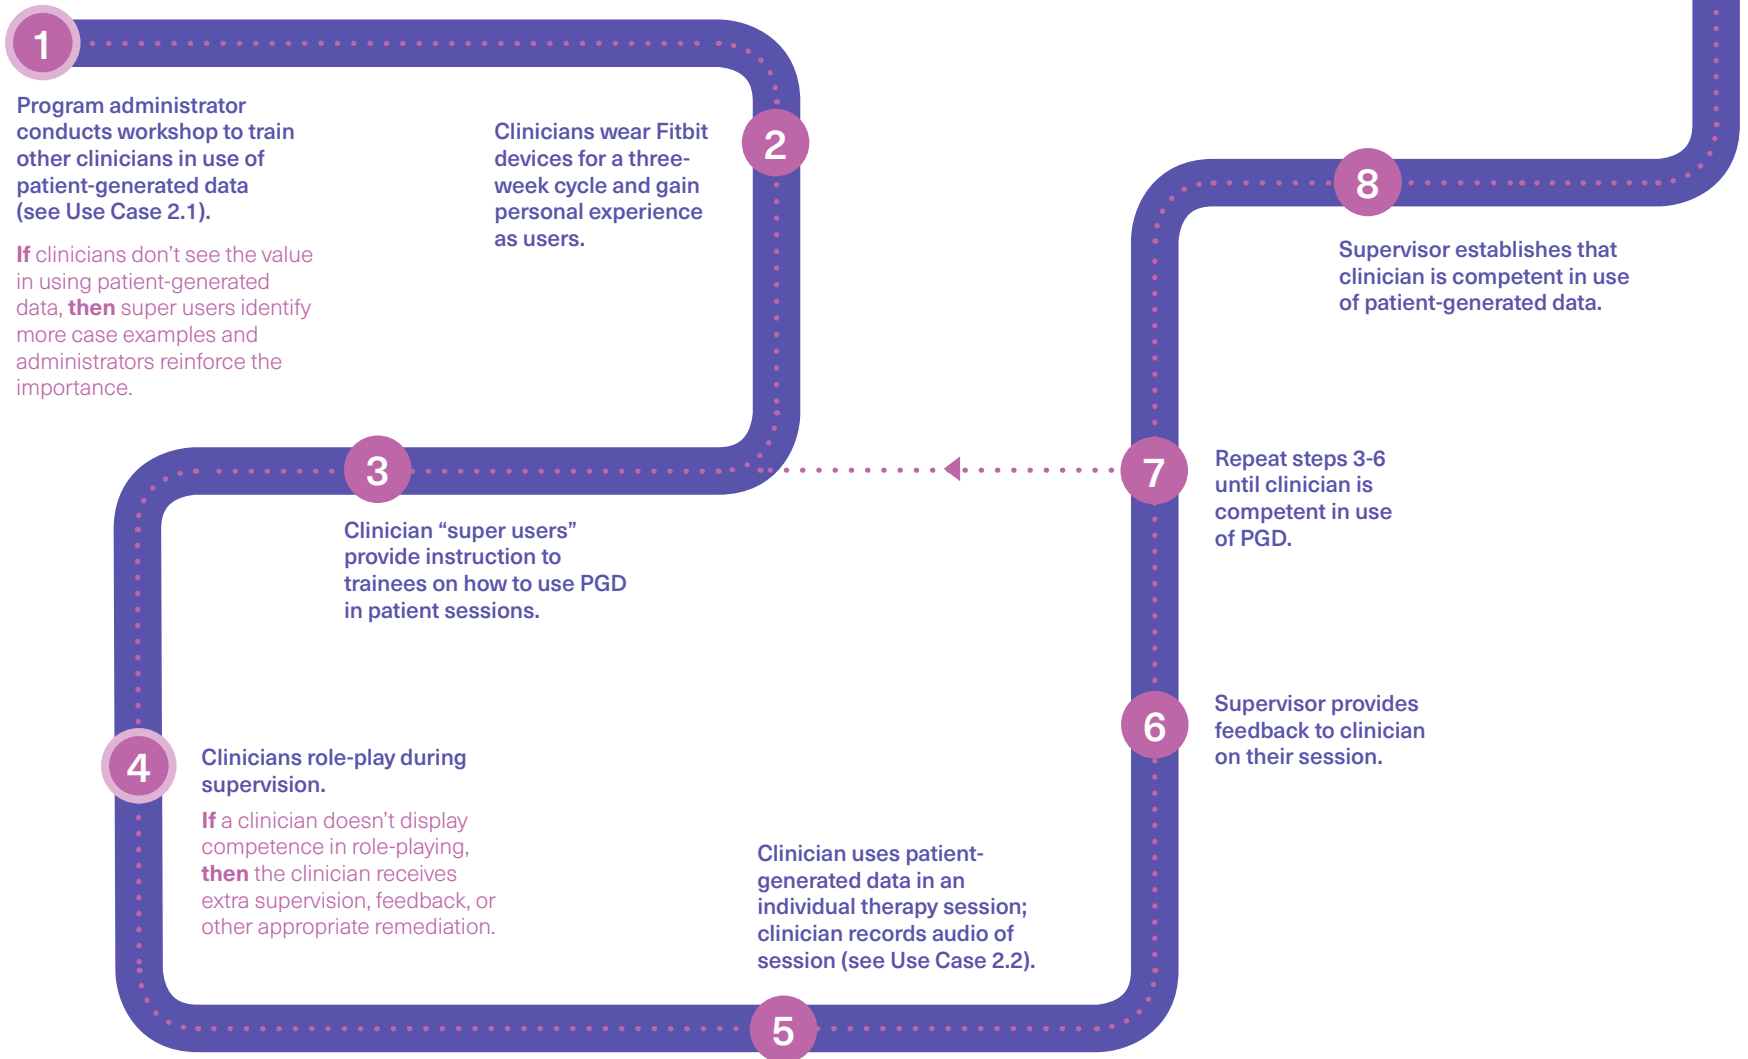 1
Program administrator
conducts workshop to train
other clinicians in use of
patient-generated data
(see Use Case 2.1).
If clinicians don’t see the value
in using patient-generated
data, then super users identify
more case examples and
administrators reinforce the
importance.
2
Clinicians wear Fitbit
devices for a three-
week cycle and gain
personal experience
as users.
3
Clinician “super users”
provide instruction to
trainees on how to use PGD
in patient sessions.
4
Clinicians role-play during
supervision.
If a clinician doesn’t display
competence in role-playing,
then the clinician receives
extra supervision, feedback, or
other appropriate remediation.
5
Clinician uses patient-
generated data in an
individual therapy session;
clinician records audio of
session (see Use Case 2.2).
6
Supervisor provides
feedback to clinician
on their session.
7
Repeat steps 3-6
until clinician is
competent in use
of PGD.
8
Supervisor establishes that
clinician is competent in use
of patient-generated data.